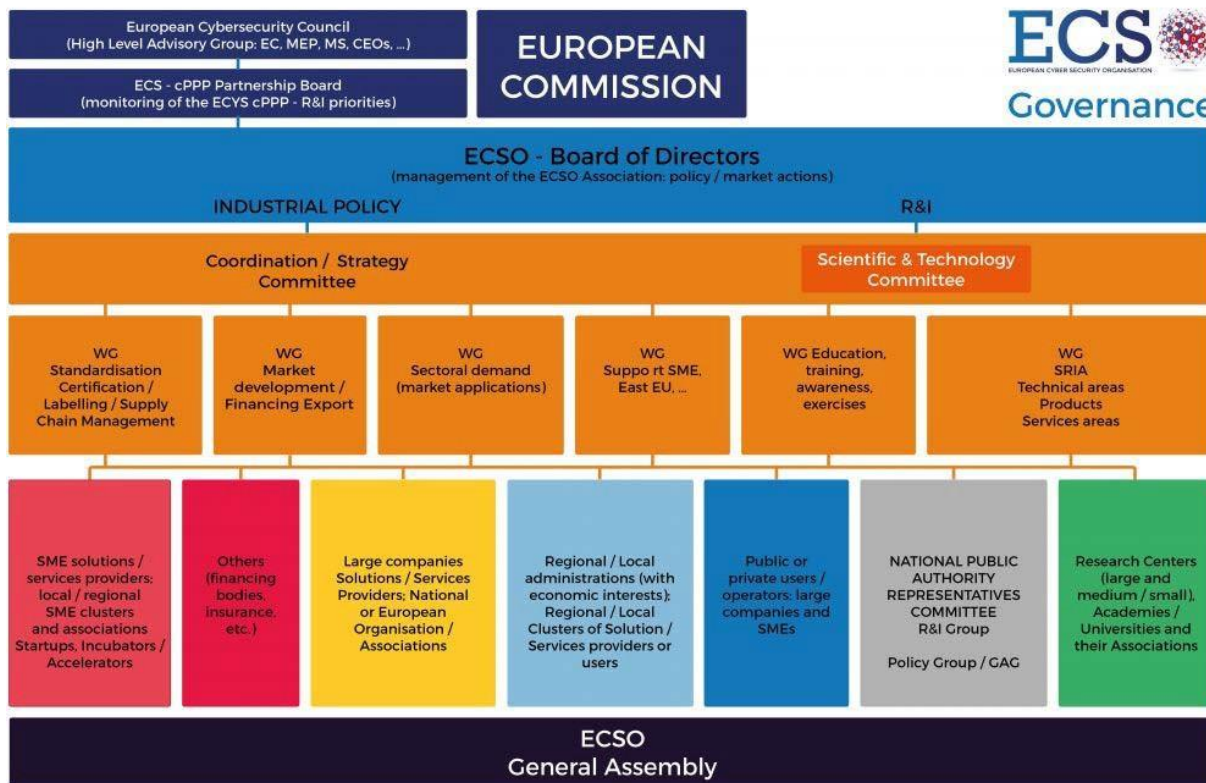 European Cybersecurity Council
(High Level Advisory Group: EC, MEP, MS, CEOs, ...)
ECS - cPPP Partnership Board
(monitoring of the ECYS cPPP - R&I priorities)
EUROPEAN
COMMISSION
ECSO
EUROPEAN CYBER SECURITY ORGANISATION
Governance
ECSO - Board of Directors
(management of the ECSO Association: policy / market actions)
INDUSTRIAL POLICY
R&I
Coordination / Strategy
Committee
Scientific & Technology
Committee
WG
Standardisation
Certification /
Labelling / Supply
Chain Management
WG
Market
development /
Financing Export
WG
Sectoral demand
(market applications)
WG
Suppo rt SME,
East EU, ...
WG Education,
training,
awareness,
exercises
WG
SRIA
Technical areas
Products
Services areas
SME solutions /
services providers;
local / regional
SME clusters
and associations
Startups, Incubators /
Accelerators
Others
(financing
bodies,
insurance,
etc.)
Large companies
Solutions / Services
Providers; National
or European
Organisation /
Associations
Regional / Local
administrations (with
economic interests);
Regional / Local
Clusters of Solution /
Services providers or
users
Public or
private users /
operators: large
companies and
SMEs
NATIONAL PUBLIC
AUTHORITY
REPRESENTATIVES
COMMITTEE
R&I Group
Policy Group / GAG
Research Centers
(large and
medium / small),
Academies /
Universities and
their Associations
ECSO
General Assembly